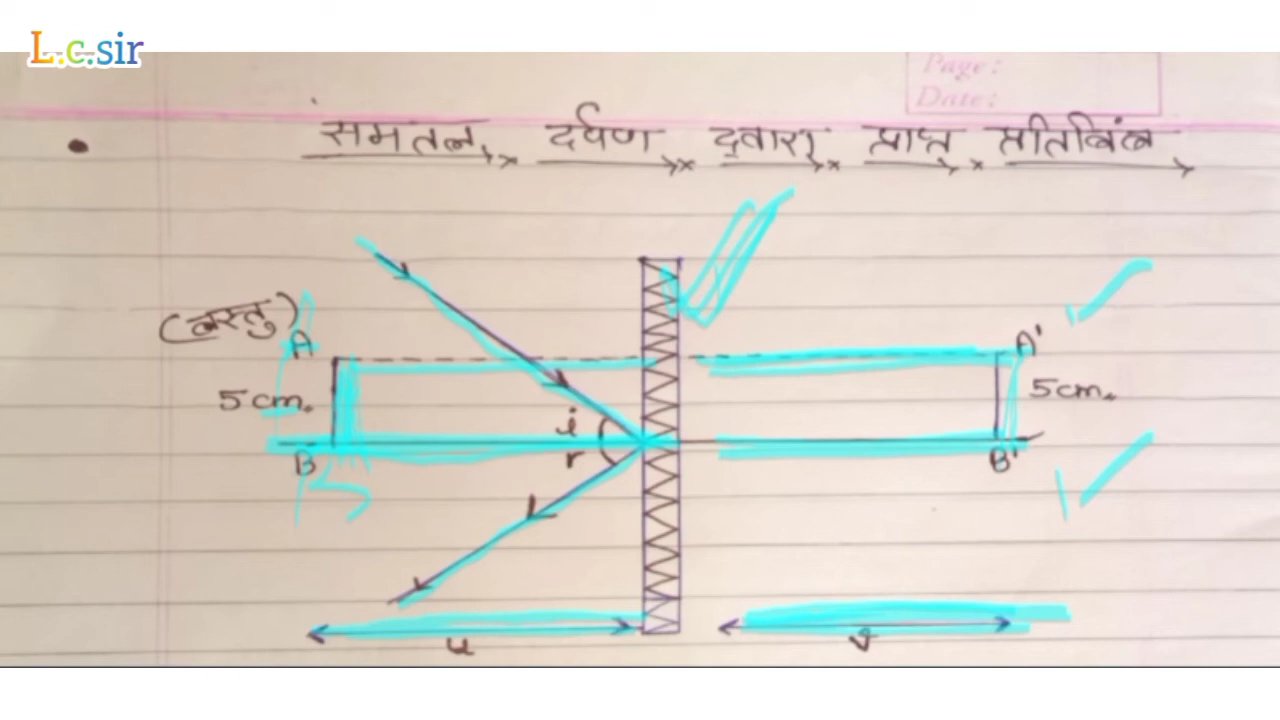 L.c.sir
Page:
Date:
समतल दर्पण द्वारा प्राप्त प्रतिबिंब
(वस्तु)
A
A'
5cm.
5cm.
i
r
B
B'
u
v